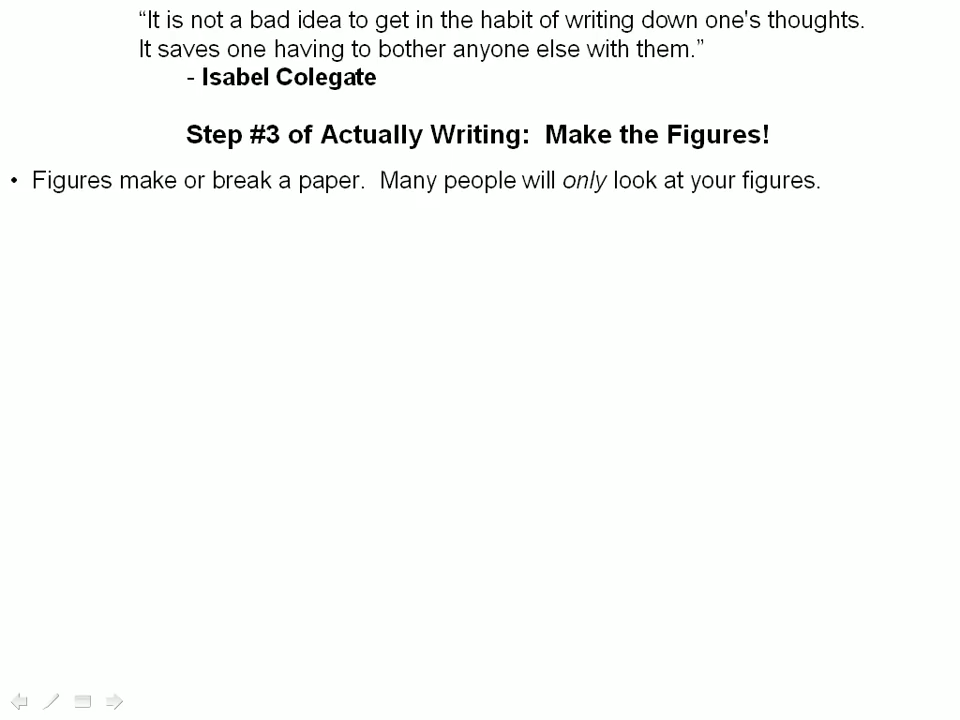 “It is not a bad idea to get in the habit of writing down one's thoughts.
It saves one having to bother anyone else with them.”
- Isabel Colegate
Step #3 of Actually Writing:  Make the Figures!
• Figures make or break a paper.  Many people will only look at your figures.